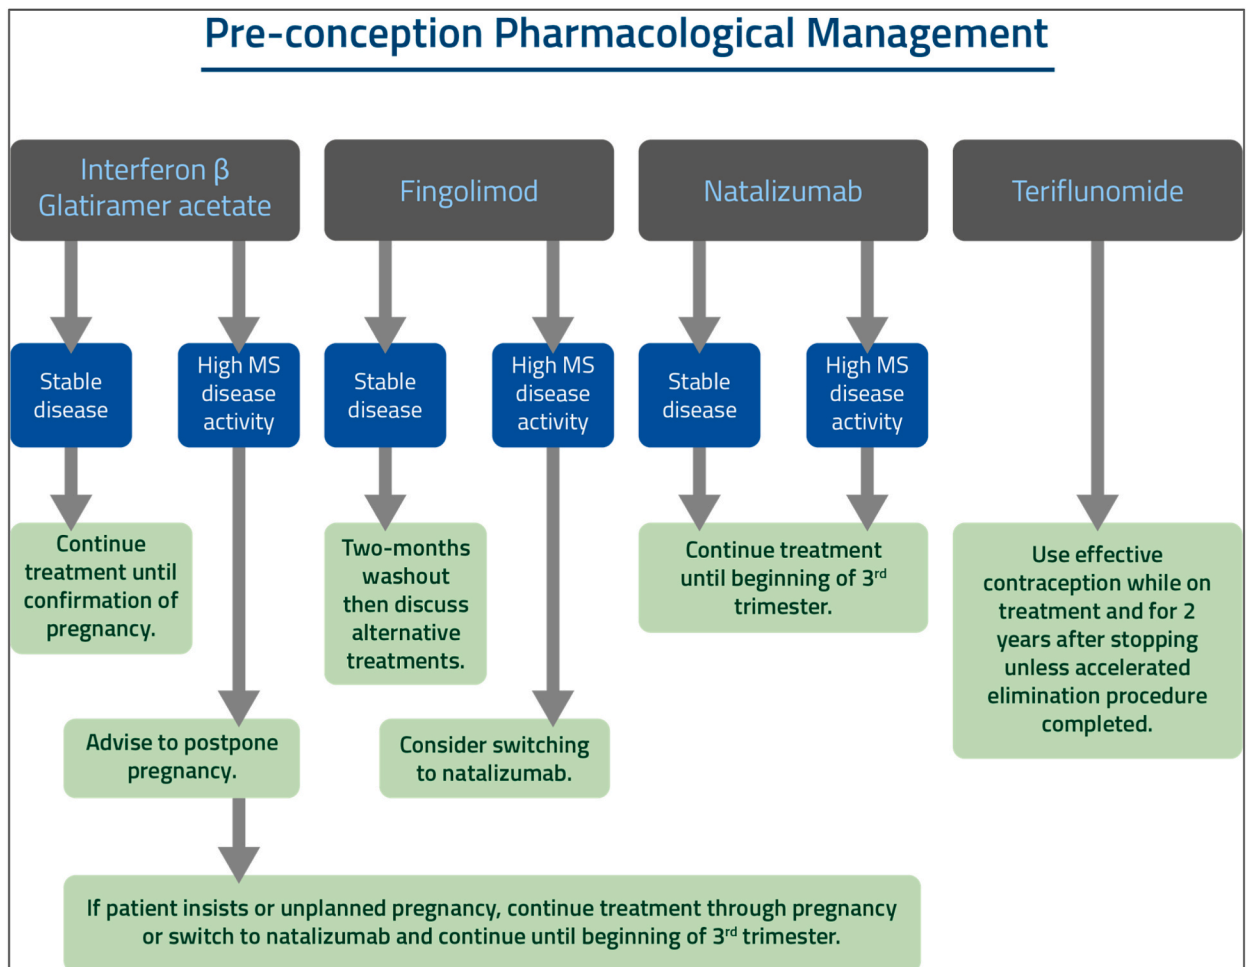 Pre-conception Pharmacological Management
Interferon β
Glatiramer acetate
Fingolimod
Natalizumab
Teriflunomide
Stable
disease
High MS
disease
activity
Stable
disease
High MS
disease
activity
Stable
disease
High MS
disease
activity
Continue
treatment until
confirmation of
pregnancy.
Two-months
washout
then discuss
alternative
treatments.
Continue treatment
until beginning of 3rd
trimester.
Use effective
contraception while on
treatment and for 2
years after stopping
unless accelerated
elimination procedure
completed.
Advise to postpone
pregnancy.
Consider switching
to natalizumab.
If patient insists or unplanned pregnancy, continue treatment through pregnancy
or switch to natalizumab and continue until beginning of 3rd trimester.